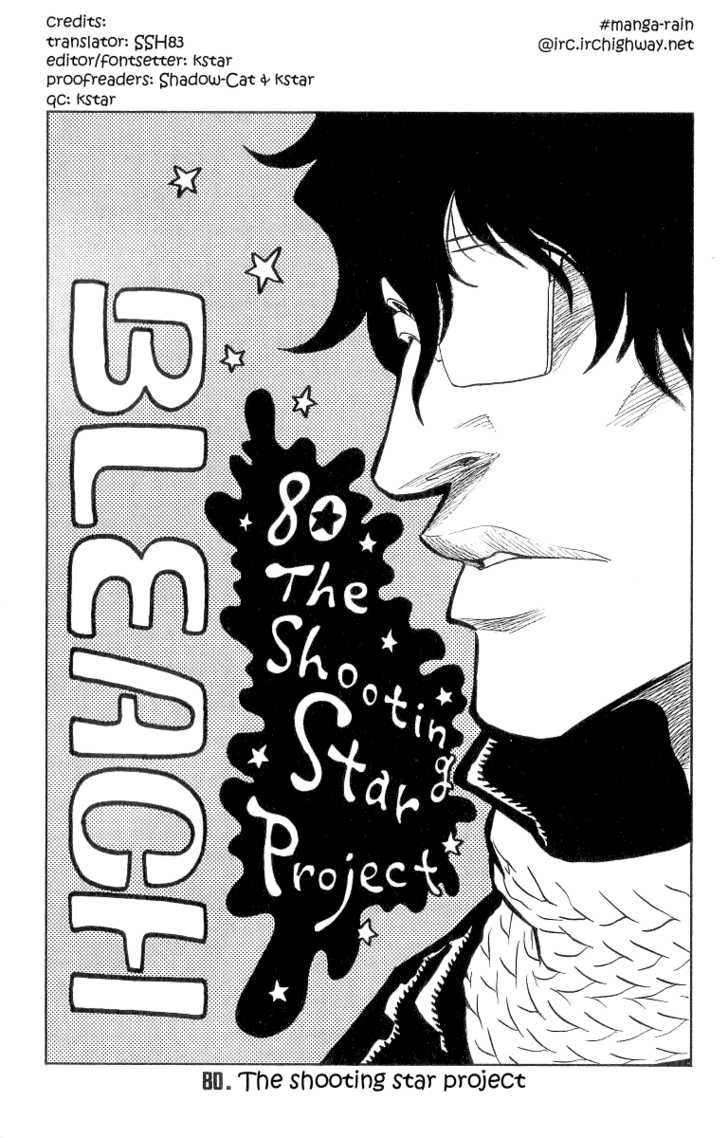 Credits:
translator: SSH83
editor/fontsetter: kstar
proofreaders: Shadow-Cat & kstar
qc: kstar
#manga-rain
@irc.irchighway.net
BLEACH
80
The
Shooting
Star
Project
80. The shooting star project